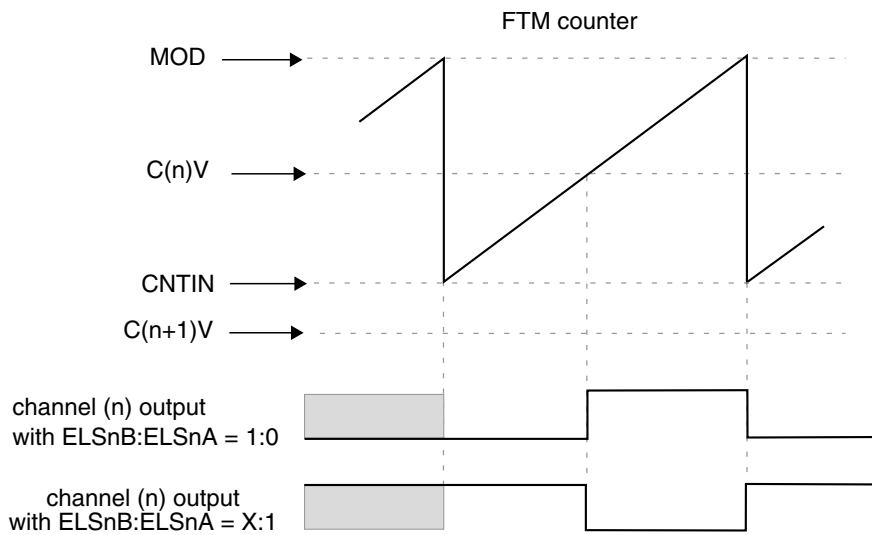 FTM counter
MOD
C(n)V
CNTIN
C(n+1)V
channel (n) output
with ELSnB:ELSnA = 1:0
channel (n) output
with ELSnB:ELSnA = X:1